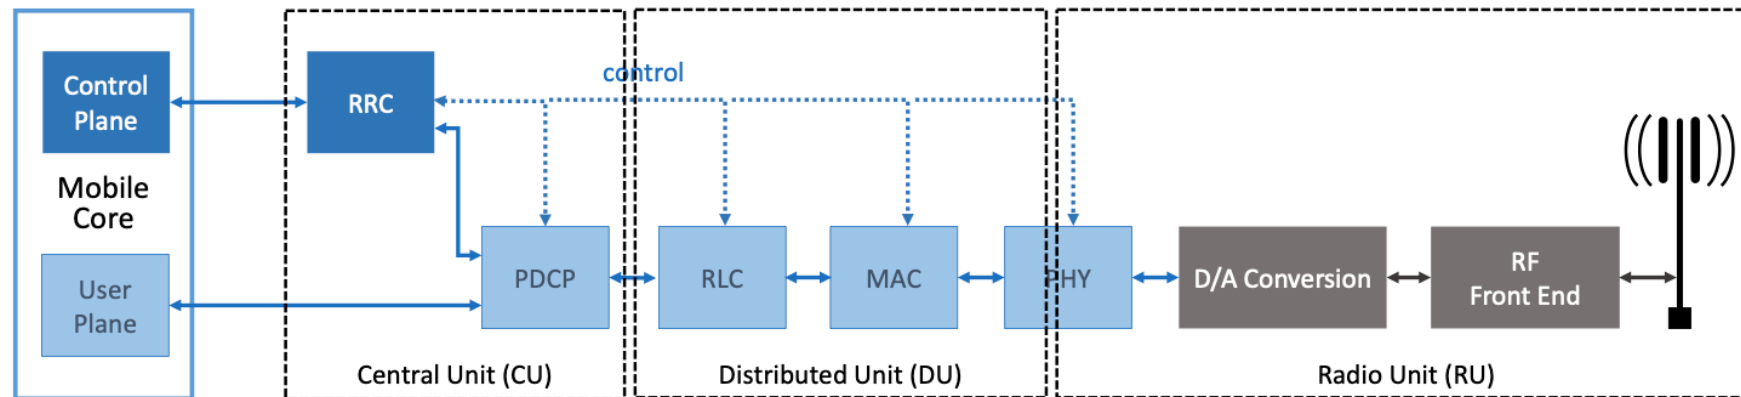 Control
Plane
Mobile
Core
User
Plane
RRC
control
PDCP
RLC
MAC
PHY
D/A Conversion
RF
Front End
Central Unit (CU)
Distributed Unit (DU)
Radio Unit (RU)